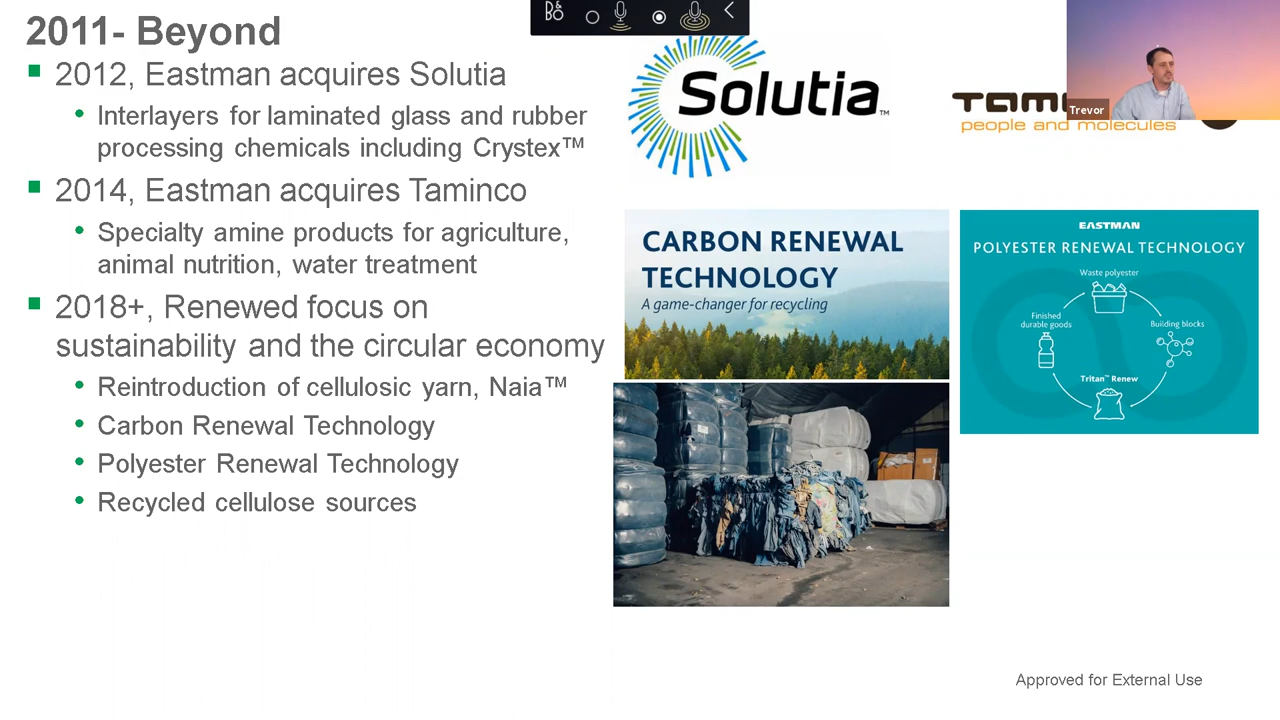 2011- Beyond
2012, Eastman acquires Solutia
Interlayers for laminated glass and rubber
processing chemicals including Crystex™
2014, Eastman acquires Taminco
Specialty amine products for agriculture,
animal nutrition, water treatment
2018+, Renewed focus on
sustainability and the circular economy
Reintroduction of cellulosic yarn, Naia™
Carbon Renewal Technology
Polyester Renewal Technology
Recycled cellulose sources
B&O
Solutia™
people and molecules
Trevor
CARBON RENEWAL
TECHNOLOGY
A game-changer for recycling
EASTMAN
POLYESTER RENEWAL TECHNOLOGY
Waste polyester
Finished
durable goods
Building blocks
Tritan™ Renew
Approved for External Use